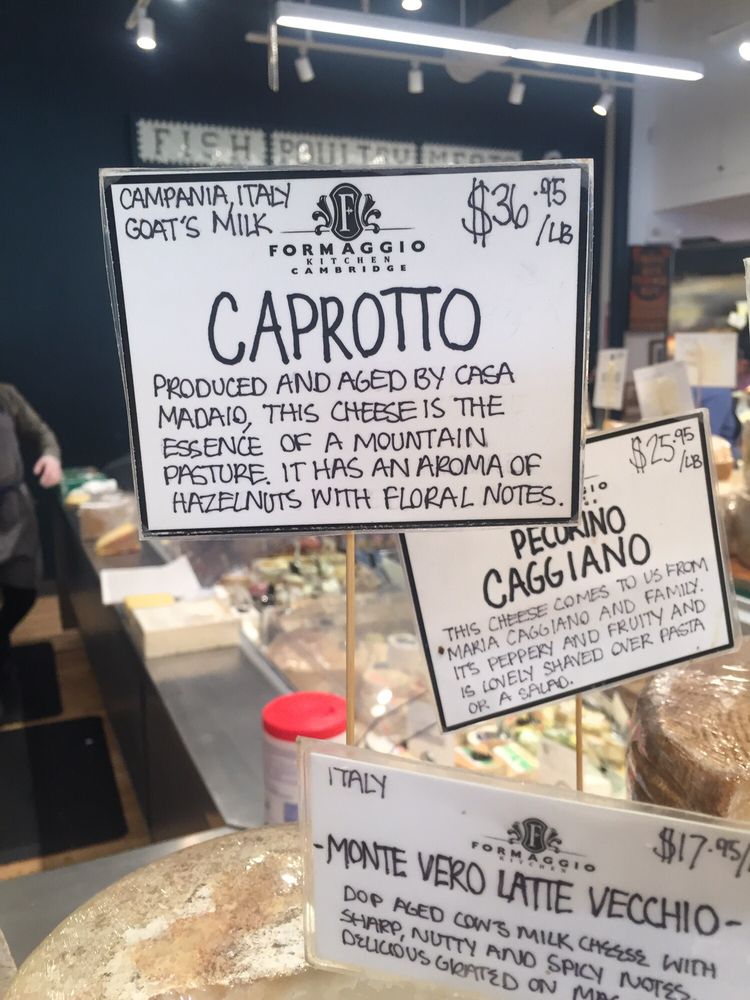 FISH POULTRY MEATS
CAMPANIA, ITALY
GOAT'S MILK
$36.95
/LB
F
FORMAGGIO
KITCHEN
CAMBRIDGE
CAPROTTO
PRODUCED AND AGED BY CASA
MADAIO, THIS CHEESE IS THE
ESSENCE OF A MOUNTAIN
PASTURE. IT HAS AN AROMA OF
HAZELNUTS WITH FLORAL NOTES.
$25.95
/LB
PECORINO
CAGGIANO
THIS CHEESE COMES TO US FROM
MARIA CAGGIANO AND FAMILY.
IT'S PEPPERY AND FRUITY AND
IS LOVELY SHAVED OVER PASTA
OR A SALAD.
ITALY
F
FORMAGGIO
KITCHEN
$17.95/
-MONTE VERO LATTE VECCHIO-
DOP AGED COW'S MILK CHEESE WITH
SHARP, NUTTY AND SPICY NOTES.
DELICIOUS GRATED ON